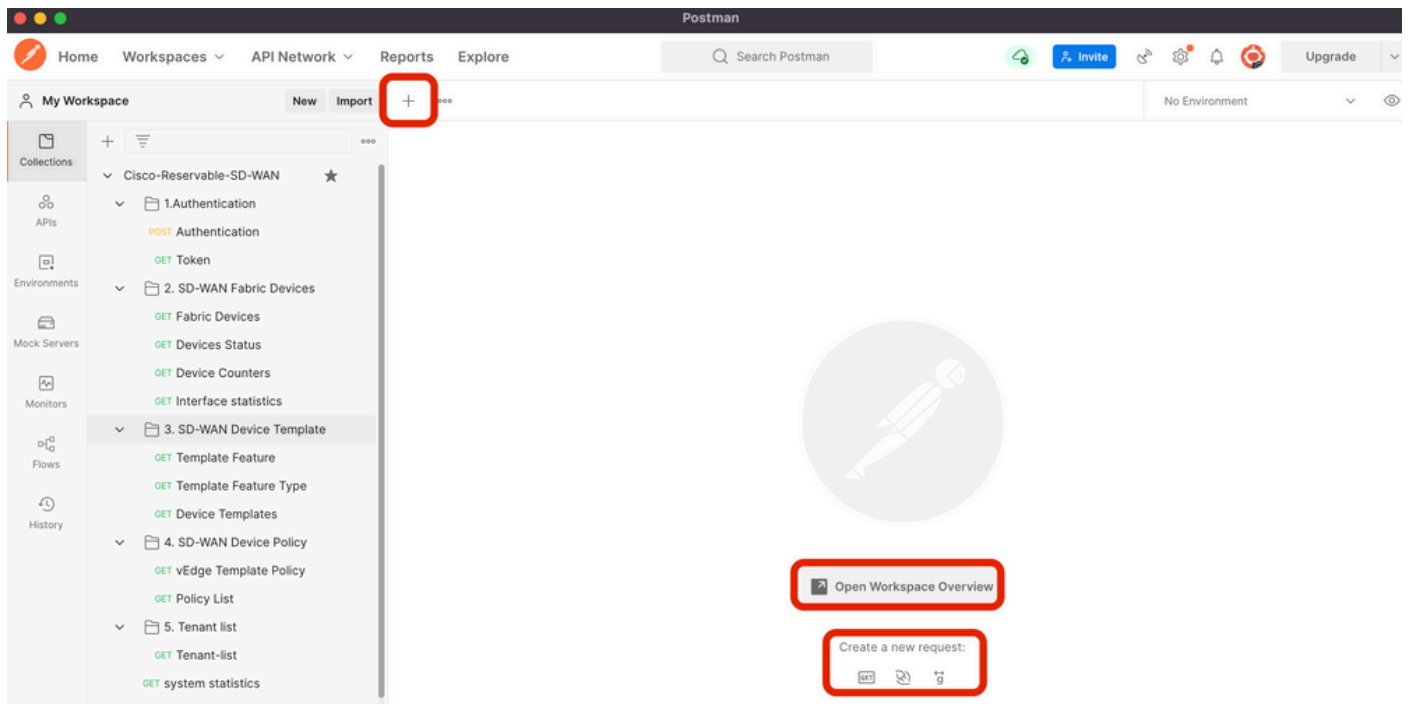 Postman
Home Workspaces API Network Reports Explore Search Postman Invite Upgrade
My Workspace New Import No Environment
Collections
APIs
Environments
Mock Servers
Monitors
Flows
History
Cisco-Reservable-SD-WAN
1.Authentication
POST Authentication
GET Token
2. SD-WAN Fabric Devices
GET Fabric Devices
GET Devices Status
GET Device Counters
GET Interface statistics
3. SD-WAN Device Template
GET Template Feature
GET Template Feature Type
GET Device Templates
4. SD-WAN Device Policy
GET vEdge Template Policy
GET Policy List
5. Tenant list
GET Tenant-list
GET system statistics
Open Workspace Overview
Create a new request:
GET g